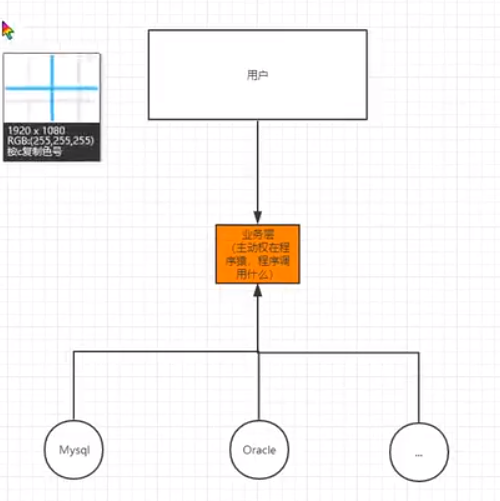 用户
1920 x 1080
RGB:(255,255,255)
按c复制色号
业务层
（主动权在程
序猿，程序调
用什么）
Mysql
Oracle
...